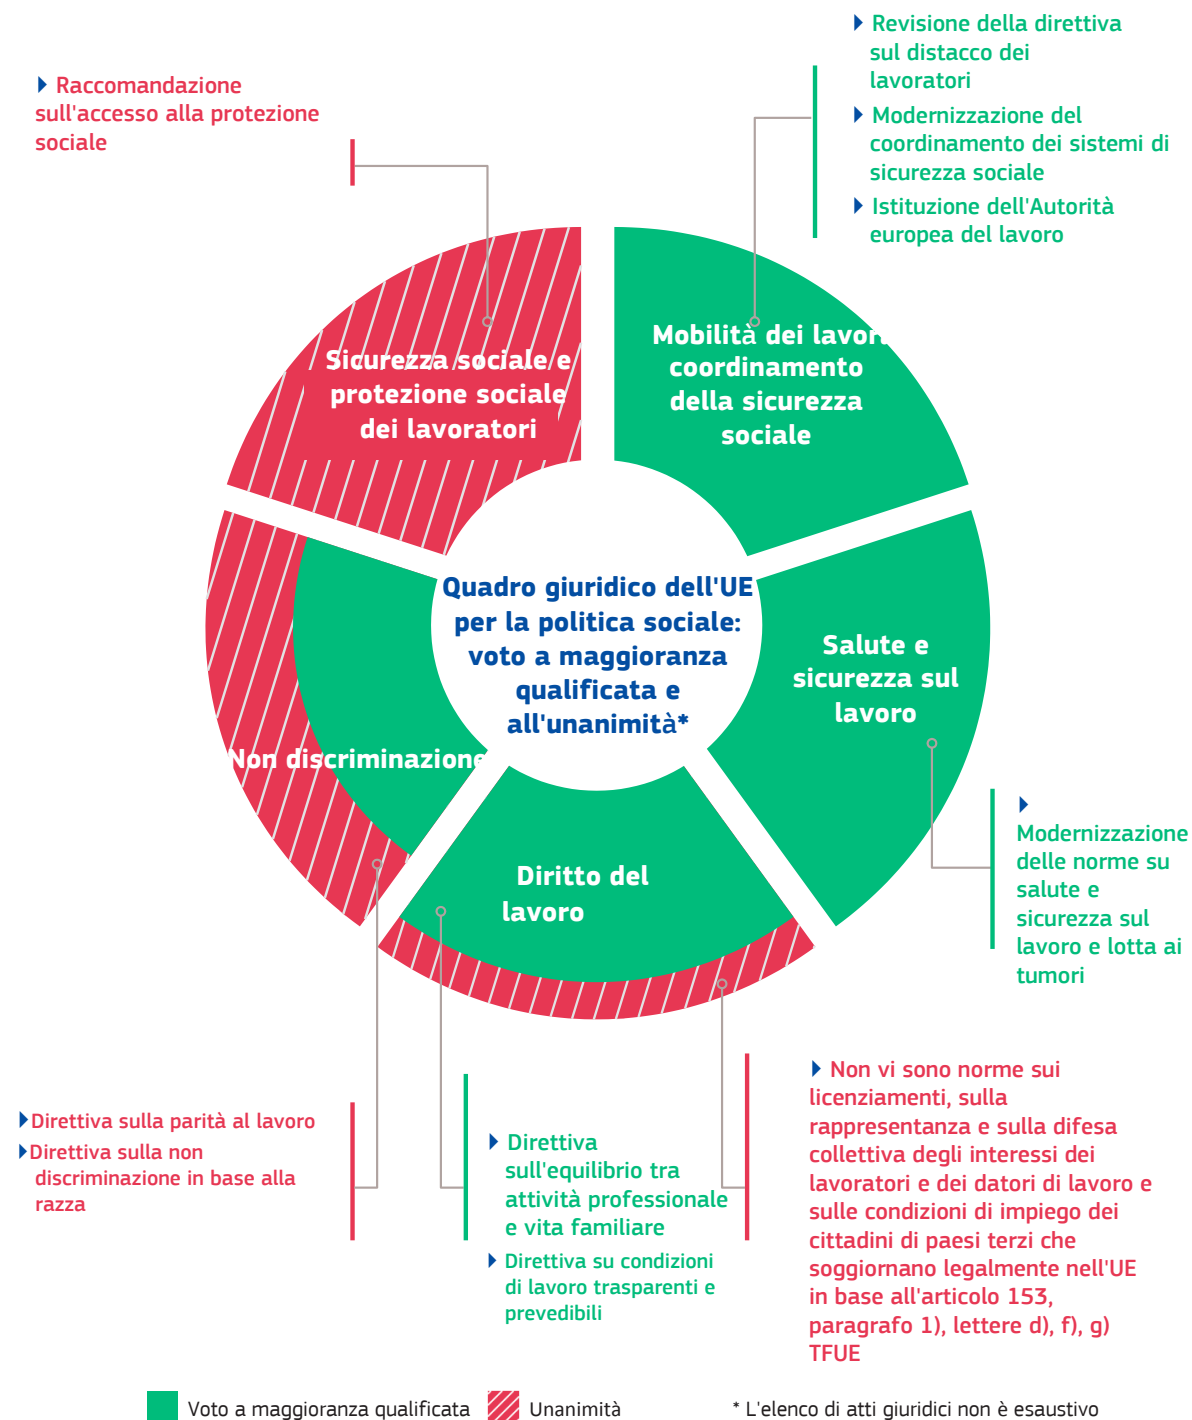 Revisione della direttiva
sul distacco dei
lavoratori
Modernizzazione del
coordinamento dei sistemi di
sicurezza sociale
Istituzione dell'Autorità
europea del lavoro
Raccomandazione
sull'accesso alla protezione
sociale
Sicurezza sociale e
protezione sociale
dei lavoratori
Mobilità dei lavor
coordinamento
della sicurezza
sociale
Quadro giuridico dell'UE
per la politica sociale:
voto a maggioranza
qualificata e
all'unanimità*
Salute e
sicurezza sul
lavoro
Non discriminazione
Diritto del
lavoro
Modernizzazione
delle norme su
salute e
sicurezza sul
lavoro e lotta ai
tumori
Direttiva sulla parità al lavoro
Direttiva sulla non
discriminazione in base alla
razza
Direttiva
sull'equilibrio tra
attività professionale
e vita familiare
Direttiva su condizioni
di lavoro trasparenti e
prevedibili
Non vi sono norme sui
licenziamenti, sulla
rappresentanza e sulla difesa
collettiva degli interessi dei
lavoratori e dei datori di lavoro e
sulle condizioni di impiego dei
cittadini di paesi terzi che
soggiornano legalmente nell'UE
in base all'articolo 153,
paragrafo 1), lettere d), f), g)
TFUE
Voto a maggioranza qualificata
Unanimità
* L'elenco di atti giuridici non è esaustivo